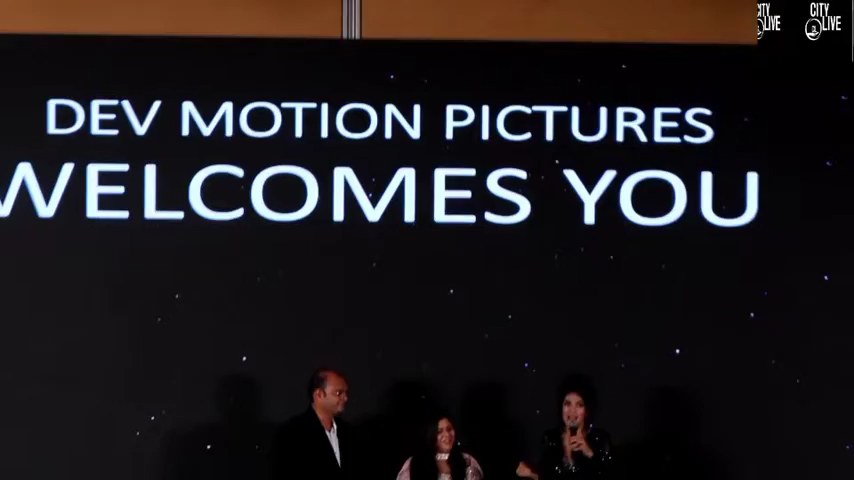 CITY
LIVE
CITY
LIVE
DEV MOTION PICTURES
WELCOMES YOU